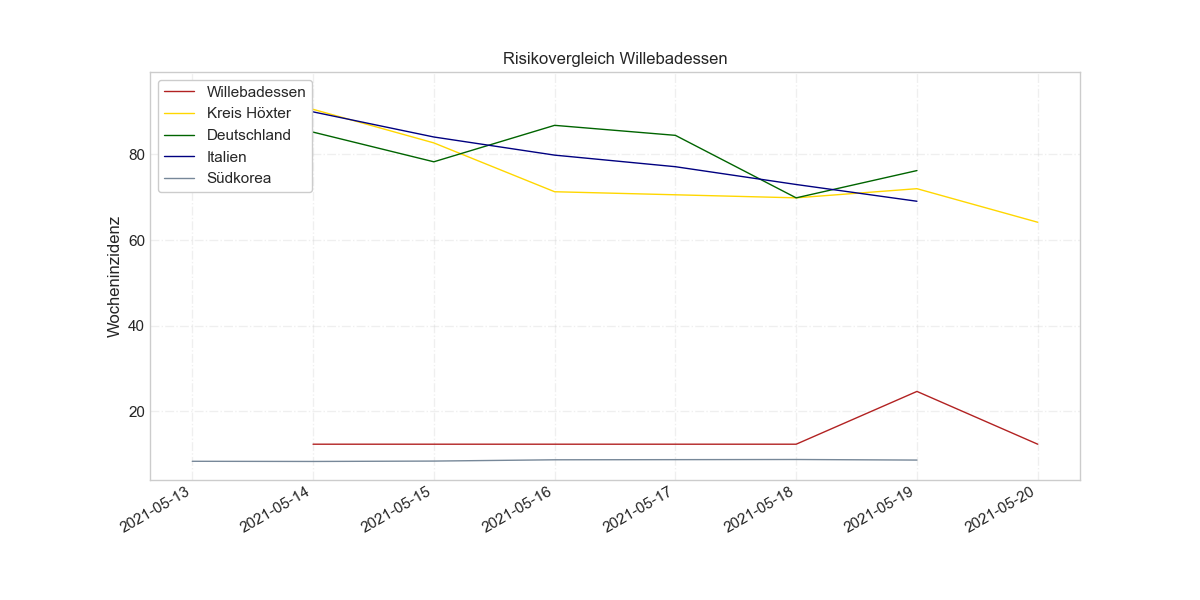 Risikovergleich Willebadessen
Willebadessen
Kreis Höxter
Deutschland
Italien
Südkorea
Wocheninzidenz
80
60
40
20
2021-05-13
2021-05-14
2021-05-15
2021-05-16
2021-05-17
2021-05-18
2021-05-19
2021-05-20